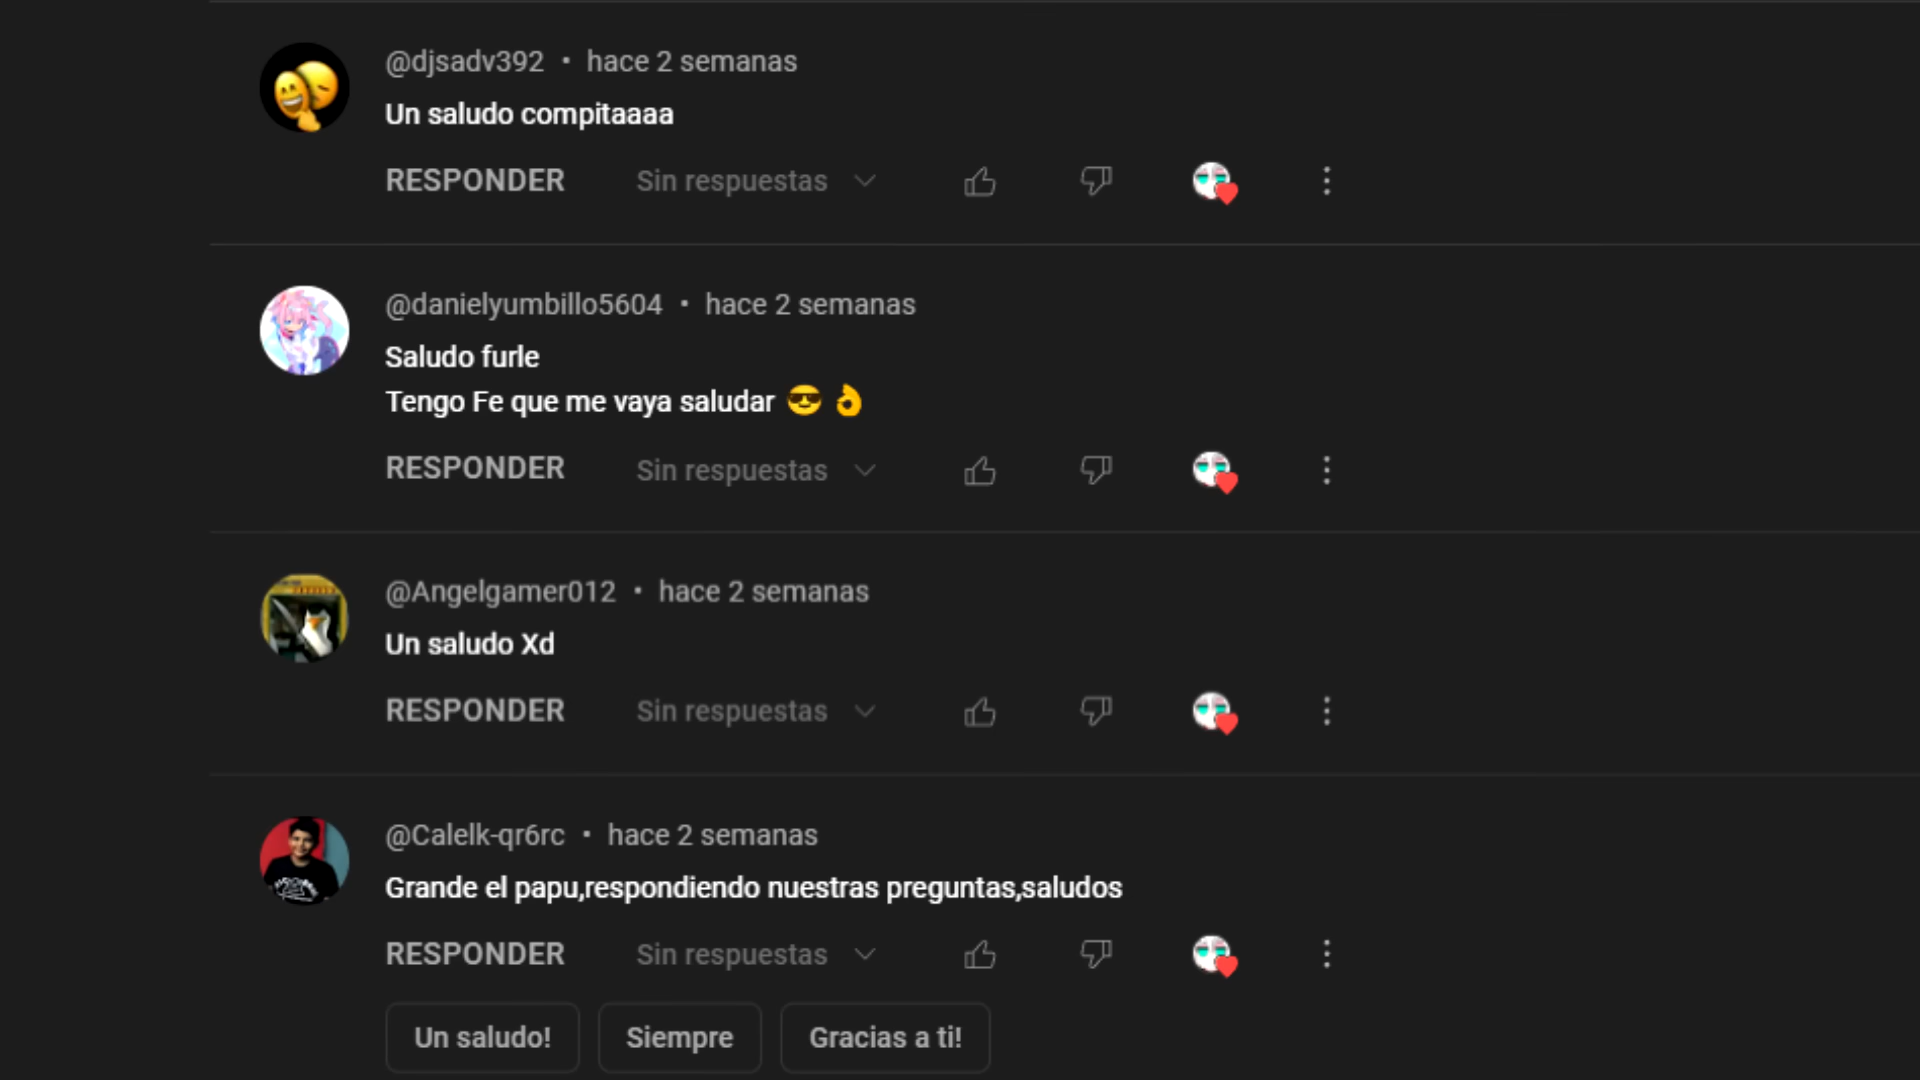 @djsadv392 • hace 2 semanas
Un saludo compitaaaa
RESPONDER Sin respuestas
@danielyumbillo5604 • hace 2 semanas
Saludo furle
Tengo Fe que me vaya saludar 😎 👌
RESPONDER Sin respuestas
@Angelgamer012 • hace 2 semanas
Un saludo Xd
RESPONDER Sin respuestas
@Calelk-qr6rc • hace 2 semanas
Grande el papu,respondiendo nuestras preguntas,saludos
RESPONDER Sin respuestas
Un saludo! Siempre Gracias a ti!